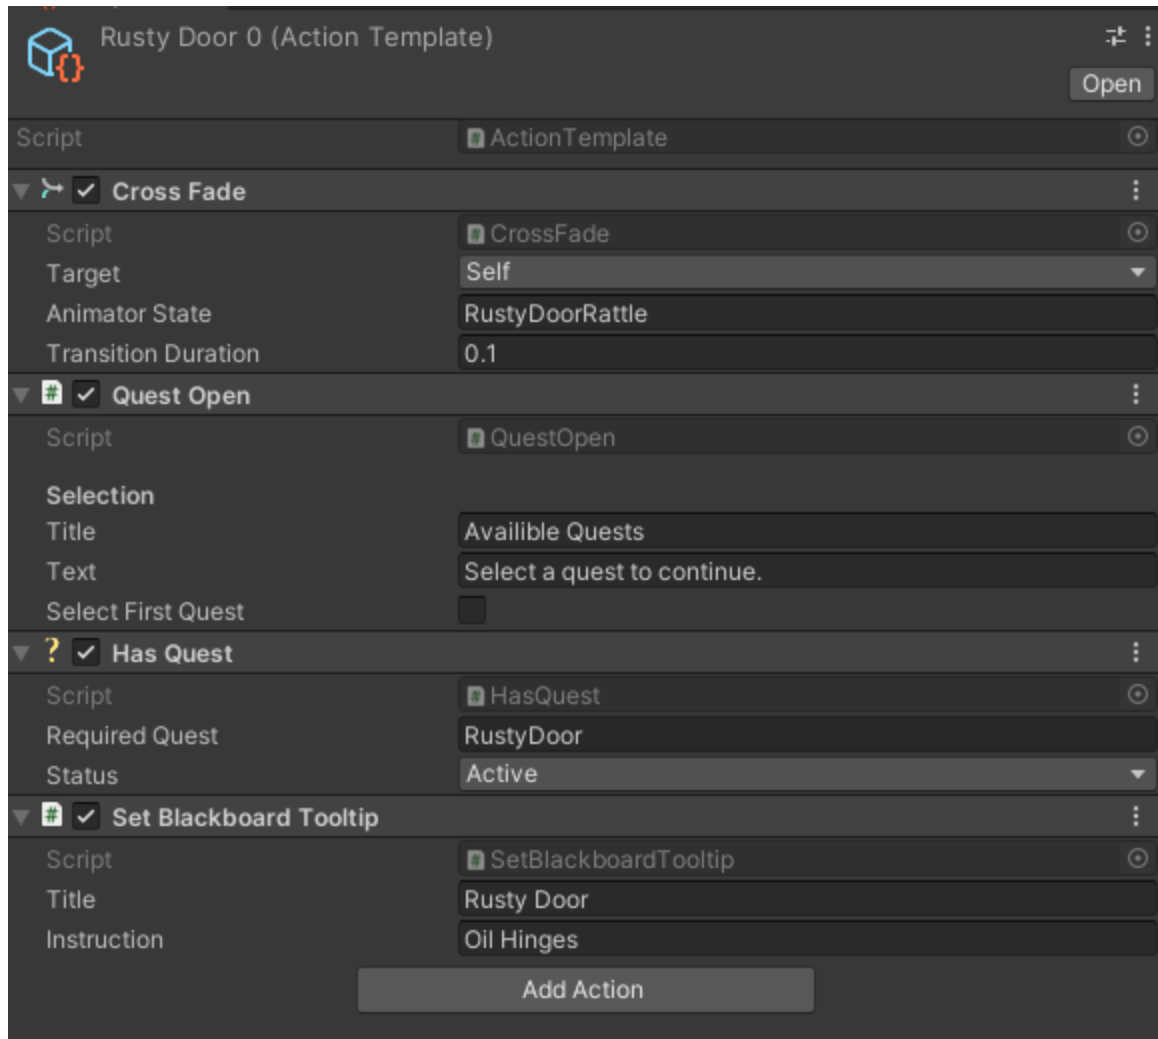 Rusty Door 0 (Action Template)
Open
Script ActionTemplate
Cross Fade
Script CrossFade
Target Self
Animator State RustyDoorRattle
Transition Duration 0.1
Quest Open
Script QuestOpen
Selection
Title Availible Quests
Text Select a quest to continue.
Select First Quest
Has Quest
Script HasQuest
Required Quest RustyDoor
Status Active
Set Blackboard Tooltip
Script SetBlackboardTooltip
Title Rusty Door
Instruction Oil Hinges
Add Action